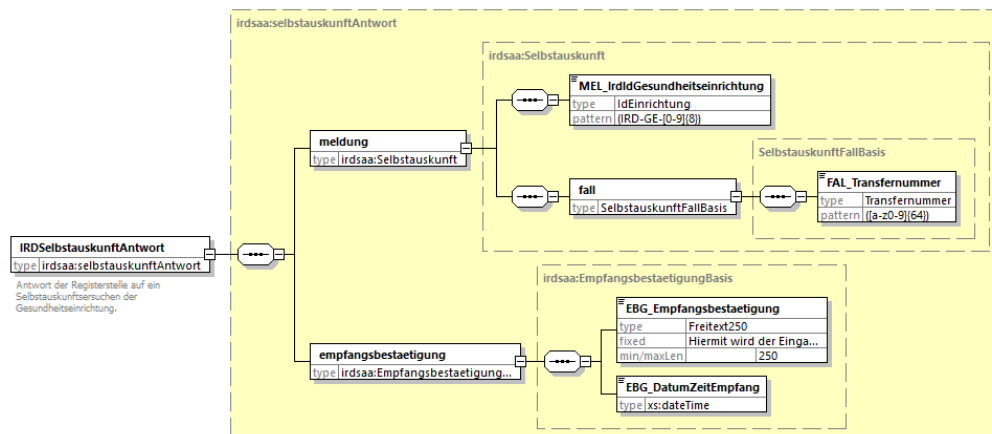 irdsaa:selbstauskunftAntwort
irdsaa:Selbstauskunft
MEL_IrdIdGesundheitseinrichtung
type IdEinrichtung
pattern (IRD-GE-[0-9]{8})
meldung
type irdsaa:Selbstauskunft
SelbstauskunftFallBasis
fall
type SelbstauskunftFallBasis
FAL_Transfernummer
type Transfernummer
pattern ([a-z0-9]{64})
IRDSelbstauskunftAntwort
type irdsaa:selbstauskunftAntwort
Antwort der Registerstelle auf ein
Selbstauskunftsersuchen der
Gesundheitseinrichtung.
irdsaa:EmpfangsbestaetigungBasis
EBG_Empfangsbestaetigung
type Freitext250
fixed Hiermit wird der Einga...
min/maxLen 250
empfangsbestaetigung
type irdsaa:Empfangsbestaetigung...
EBG_DatumZeitEmpfang
type xs:dateTime